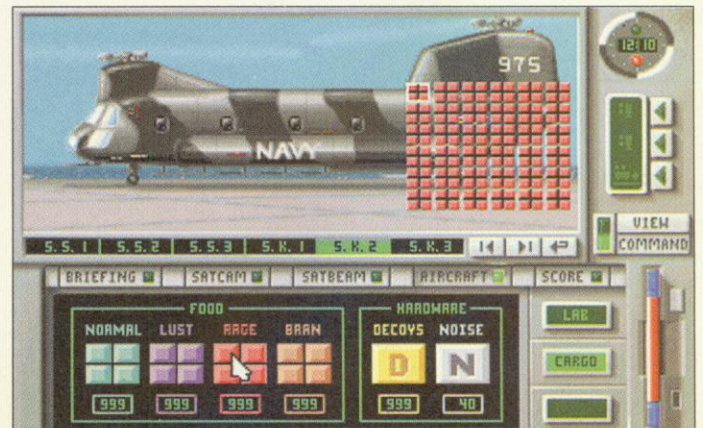 975
12:10
NAVY
VIEW
COMMAND
S.S.1 S.S.2 S.S.3 S.K.1 S.K.2 S.K.3
BRIEFING SATCAM SATBEAM AIRCRAFT SCORE
FOOD HARDWARE
NORMAL LUST RAGE BRAN DECOYS NOISE
D N
999 999 999 999 999 40
LAB
CARGO